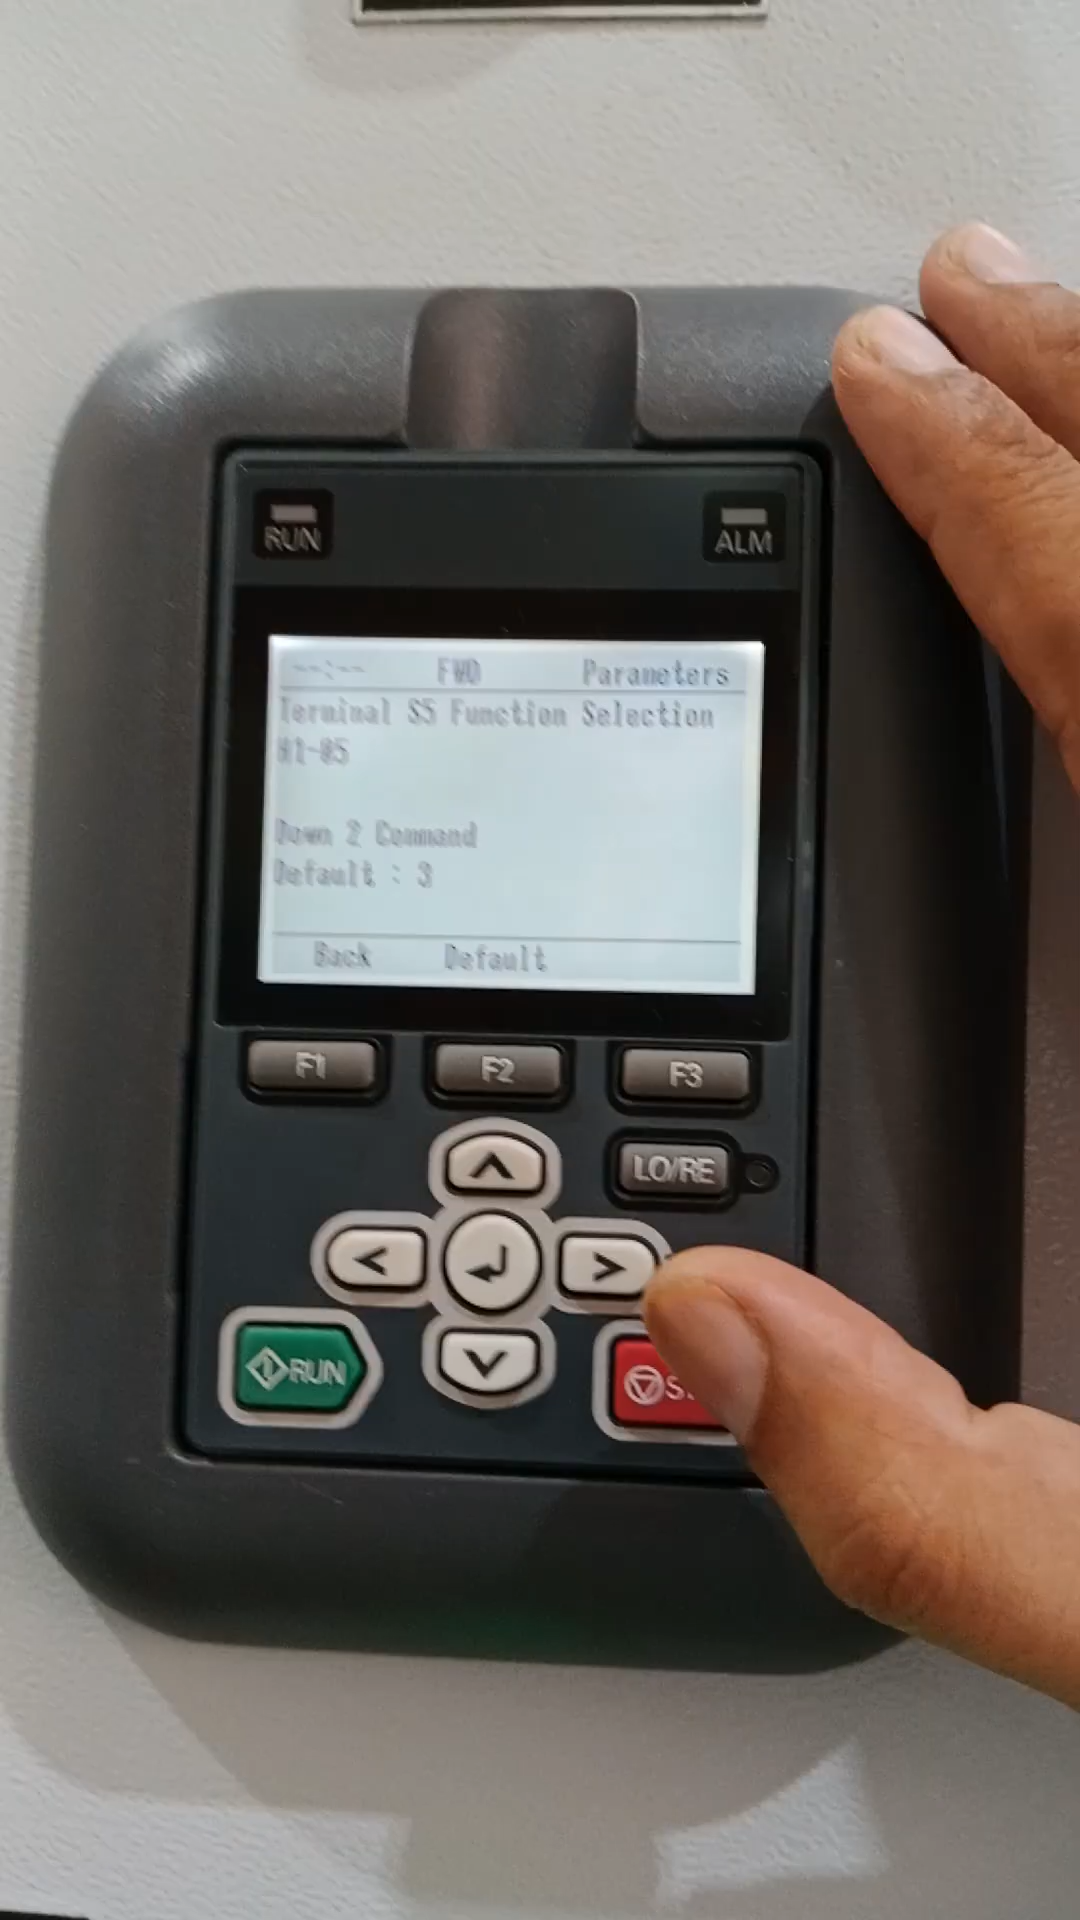 RUN
ALM
--:-- FWD Parameters
Terminal S5 Function Selection
H1-05
Down 2 Command
Default : 3
Back Default
F1 F2 F3
LO/RE
RUN